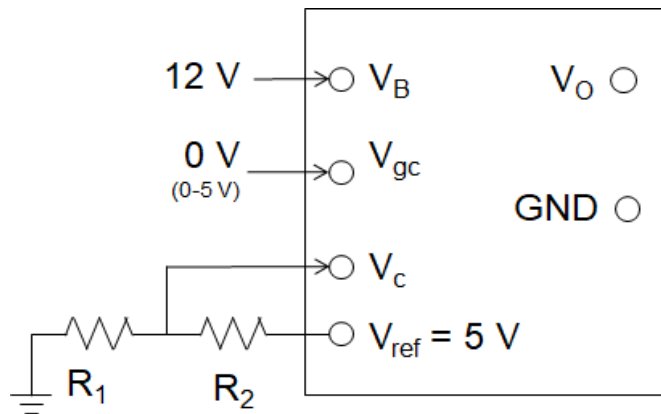 12 V V_B V_O
0 V V_gc
(0-5 V)
GND
V_c
V_ref = 5 V
R_1 R_2